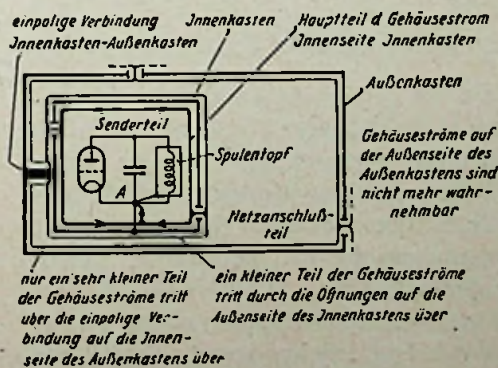 einpolige Verbindung
Innenkasten-Außenkasten
Innenkasten
Hauptteil d Gehäusestrom
Innenseite Innenkasten
Außenkasten
Senderteil
Spulentopf
A
Gehäuseströme auf
der Außenseite des
Außenkastens sind
nicht mehr wahr-
nehmbar
Netzanschluß-
teil
nur ein sehr kleiner Teil
der Gehäuseströme tritt
über die einpolige Ver-
bindung auf die Innen-
seite des Außenkastens über
ein kleiner Teil der Gehäuseströme
tritt durch die Öffnungen auf die
Außenseite des Innenkastens über